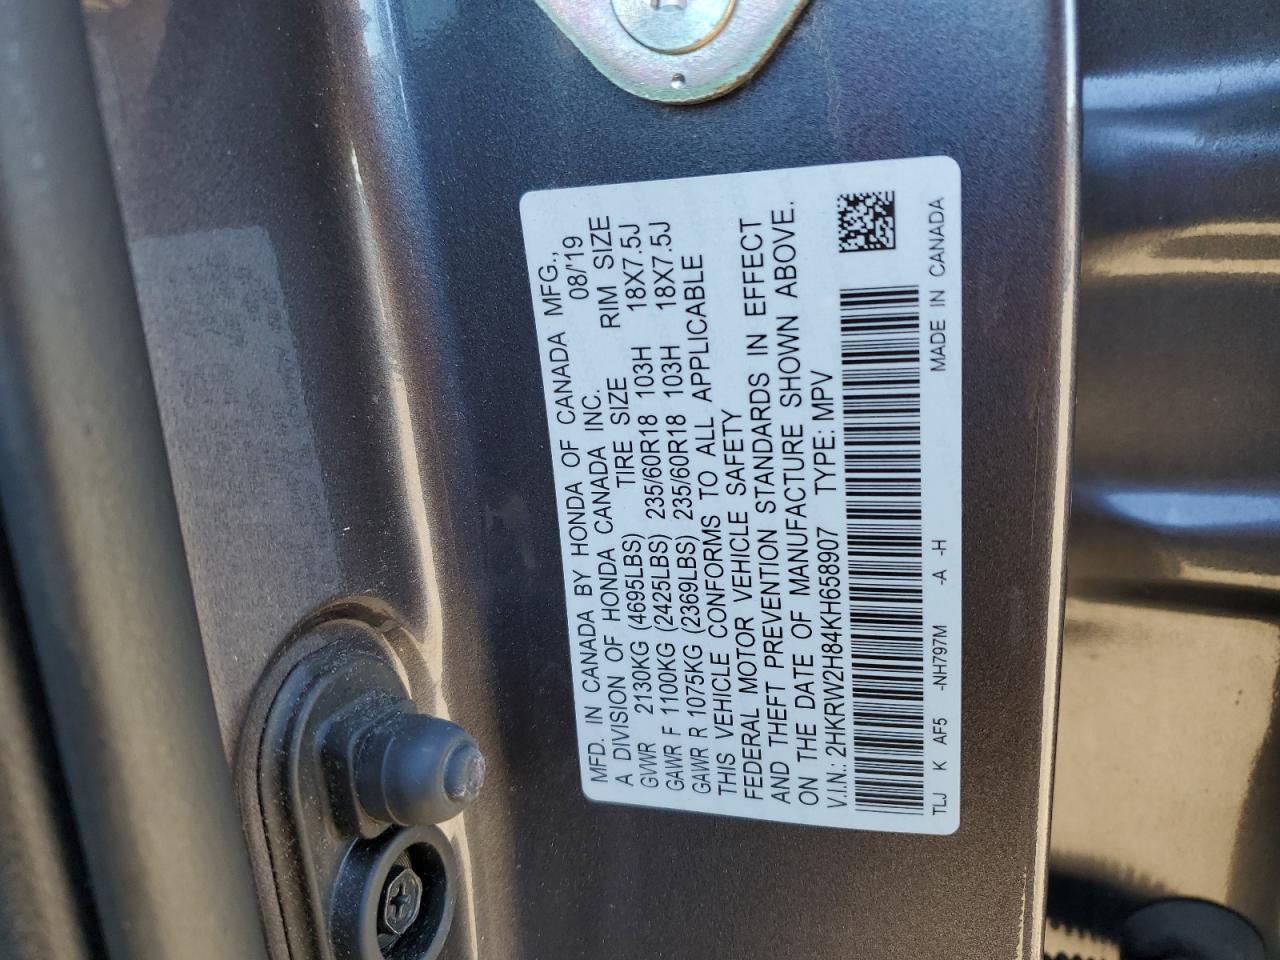 MFD. IN CANADA BY HONDA OF CANADA MFG.,
A DIVISION OF HONDA CANADA INC. 08/'19
GVWR 2130KG (4695LBS) TIRE SIZE RIM SIZE
GAWR F 1100KG (2425LBS) 235/60R18 103H 18X7.5J
GAWR R 1075KG (2369LBS) 235/60R18 103H 18X7.5J
THIS VEHICLE CONFORMS TO ALL APPLICABLE
FEDERAL MOTOR VEHICLE SAFETY
AND THEFT PREVENTION STANDARDS IN EFFECT
ON THE DATE OF MANUFACTURE SHOWN ABOVE.
V.I.N.: 2HKRW2H84KH658907 TYPE: MPV
TLJ K AF5 -NH797M -A -H MADE IN CANADA